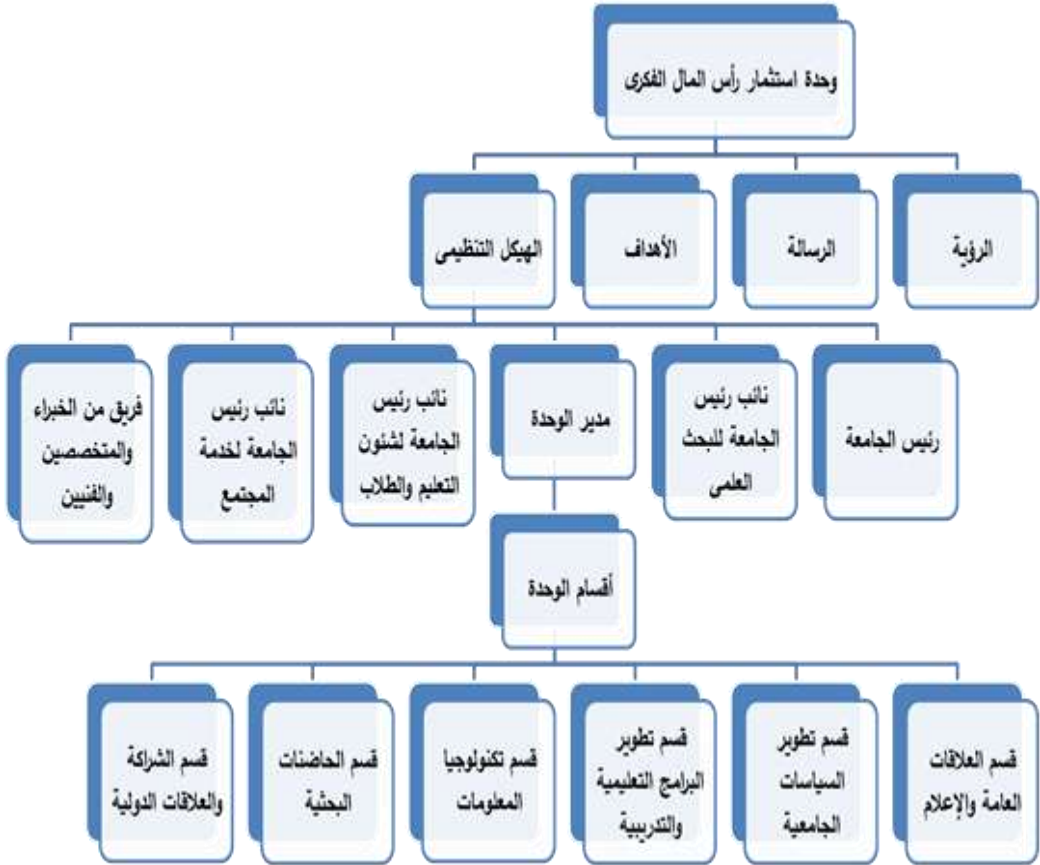 وحدة استثمار رأس المال الفكرى
الرؤية
الرسالة
الأهداف
الهيكل التنظيمى
رئيس الجامعة
نائب رئيس
الجامعة للبحث
العلمى
مدير الوحدة
نائب رئيس
الجامعة لشئون
التعليم والطلاب
نائب رئيس
الجامعة لخدمة
المجتمع
فريق من الخبراء
والمتخصصين
والفنيين
أقسام الوحدة
قسم العلاقات
العامة والإعلام
قسم تطوير
السياسات
الجامعية
قسم تطوير
البرامج التعليمية
والتدريبية
قسم تكنولوجيا
المعلومات
قسم الحاضنات
البحثية
قسم الشراكة
والعلاقات الدولية